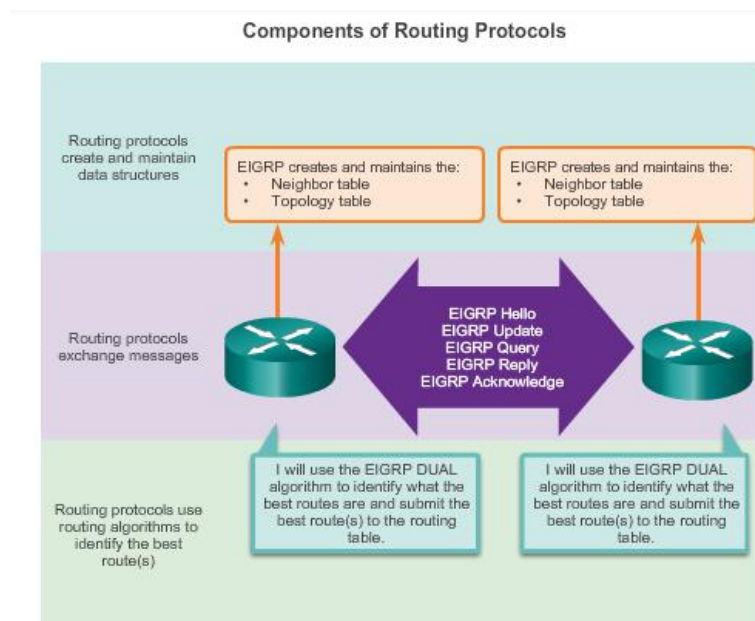 Components of Routing Protocols
Routing protocols
create and maintain
data structures
EIGRP creates and maintains the:
• Neighbor table
• Topology table
EIGRP creates and maintains the:
• Neighbor table
• Topology table
Routing protocols
exchange messages
EIGRP Hello
EIGRP Update
EIGRP Query
EIGRP Reply
EIGRP Acknowledge
Routing protocols use
routing algorithms to
identify the best
route(s)
I will use the EIGRP DUAL
algorithm to identify what the
best routes are and submit the
best route(s) to the routing
table.
I will use the EIGRP DUAL
algorithm to identify what the
best routes are and submit the
best route(s) to the routing
table.